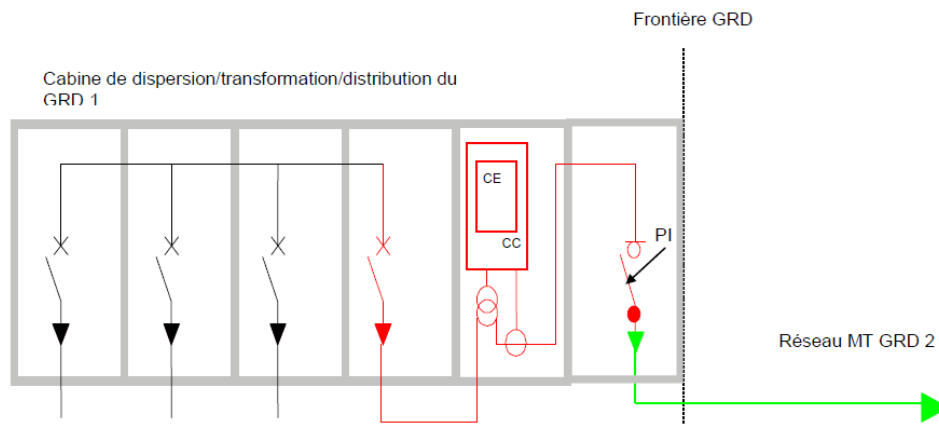 Frontière GRD
Cabine de dispersion/transformation/distribution du
GRD 1
CE
CC
PI
Réseau MT GRD 2